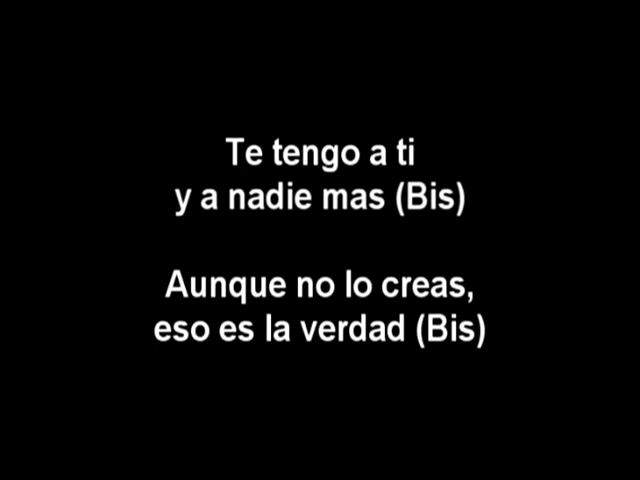 Te tengo a ti
y a nadie mas (Bis)
Aunque no lo creas,
eso es la verdad (Bis)